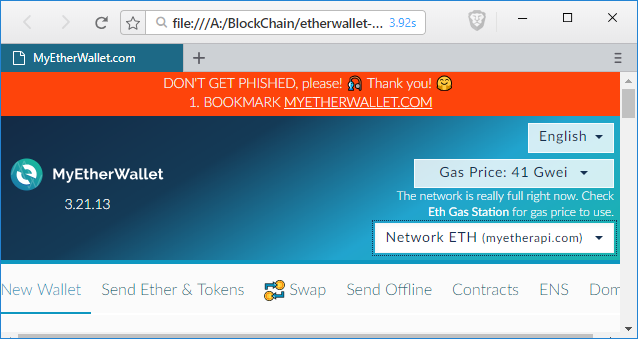 file:///A:/BlockChain/etherwallet-... 3.92s
MyEtherWallet.com
DON'T GET PHISHED, please! Thank you!
1. BOOKMARK MYETHERWALLET.COM
English
MyEtherWallet
3.21.13
Gas Price: 41 Gwei
The network is really full right now. Check
Eth Gas Station for gas price to use.
Network ETH (myetherapi.com)
New Wallet Send Ether & Tokens Swap Send Offline Contracts ENS Dom